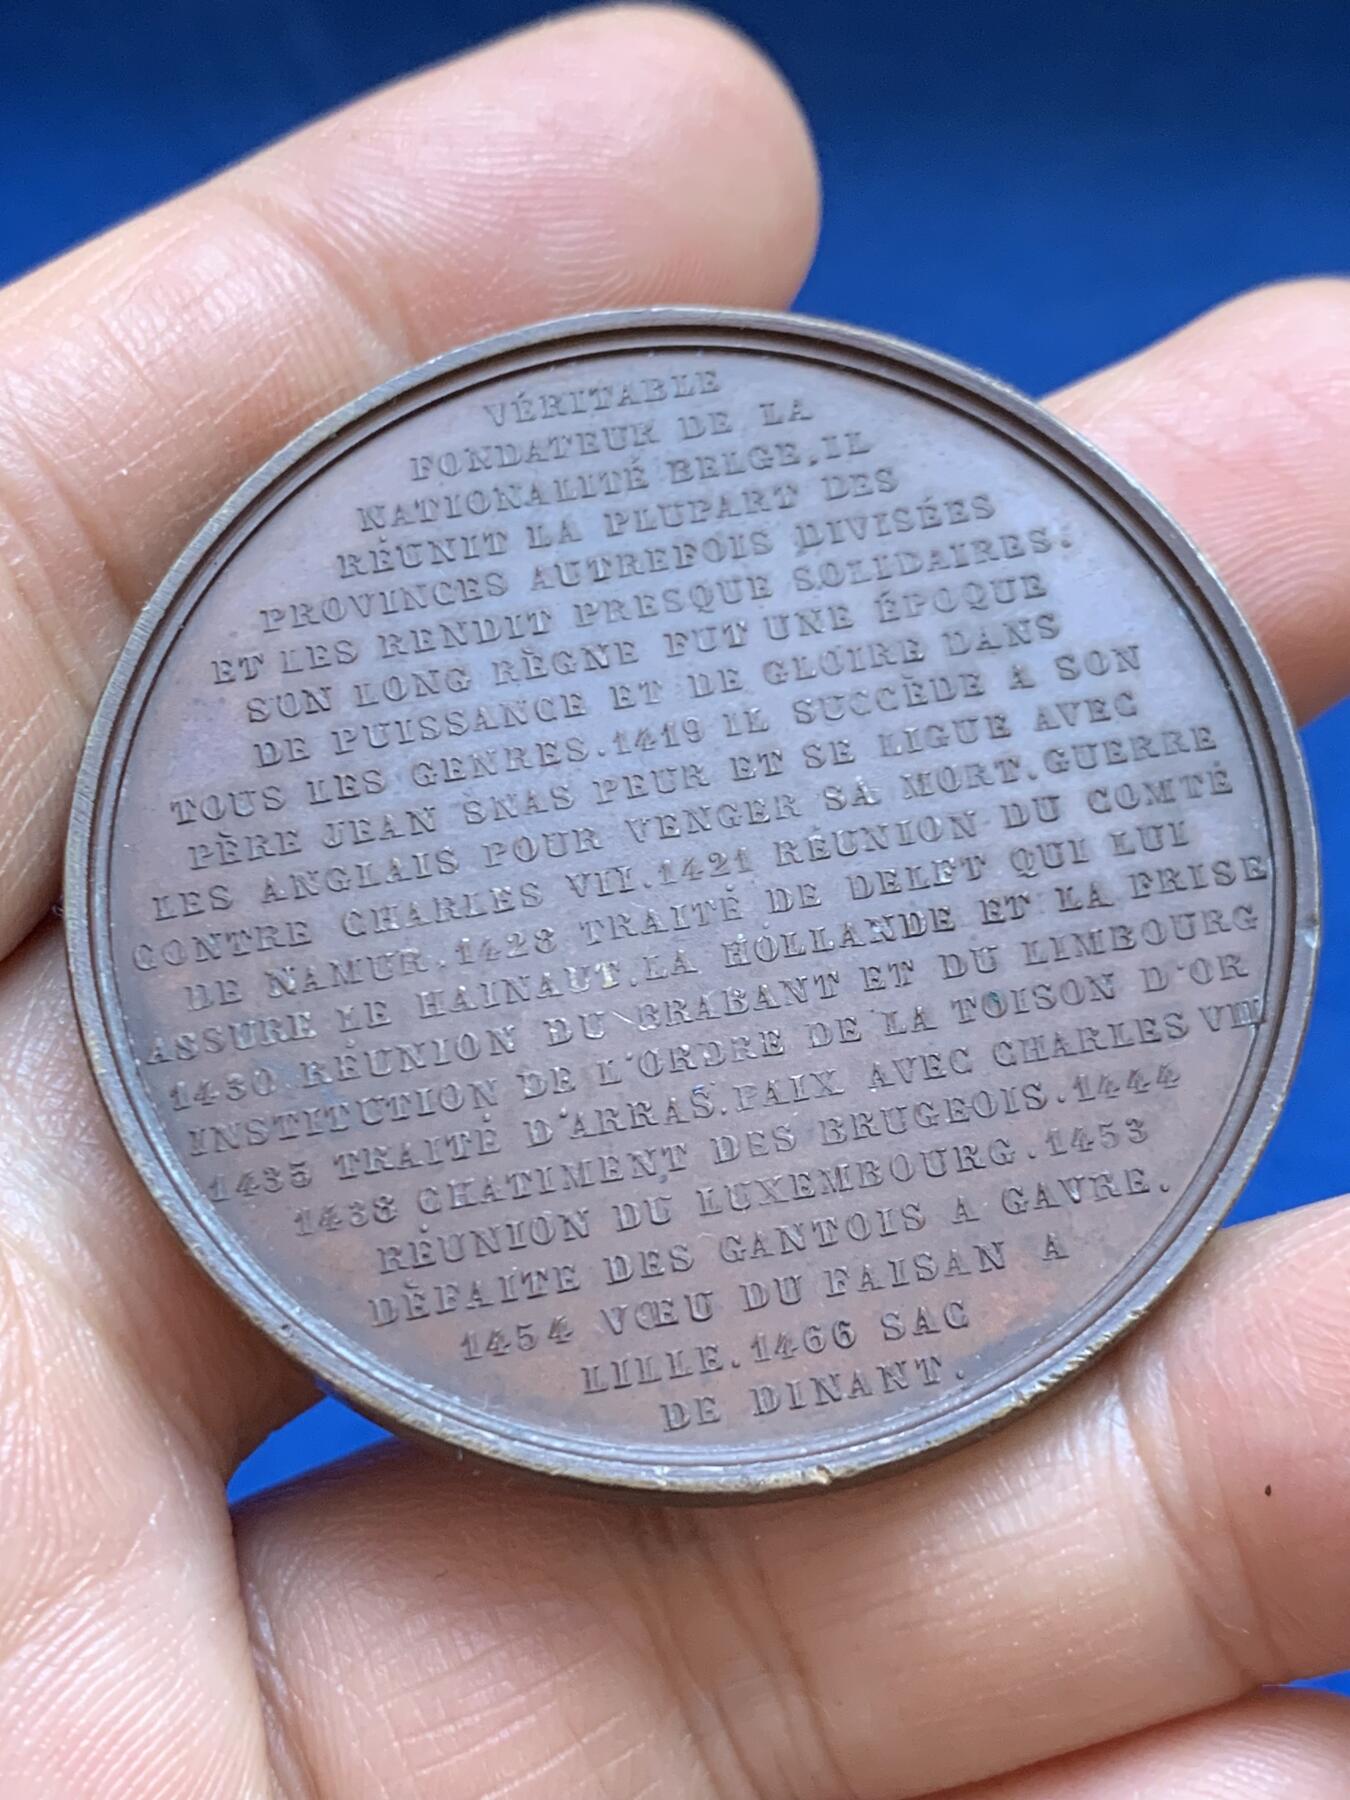 VÉRITABLE
FONDATEUR DE LA
NATIONALITÉ BELGE, IL
RÉUNIT LA PLUPART DES
PROVINCES AUTREFOIS DIVISÉES
ET LES RENDIT PRESQUE SOLIDAIRES.
SON LONG RÈGNE FUT UNE ÉPOQUE
DE PUISSANCE ET DE GLOIRE DANS
TOUS LES GENRES. 1419 IL SUCCÈDE A SON
PÈRE JEAN SNAS PEUR ET SE LIGUE AVEC
LES ANGLAIS POUR VENGER SA MORT. GUERRE
CONTRE CHARLES VII. 1421 RÉUNION DU COMTÉ
DE NAMUR. 1428 TRAITÉ DE DELFT QUI LUI
ASSURE LE HAINAUT, LA HOLLANDE ET LA FRISE
1430 RÉUNION DU BRABANT ET DU LIMBOURG
INSTITUTION DE L'ORDRE DE LA TOISON D'OR
1435 TRAITÉ D'ARRAS. PAIX AVEC CHARLES VIII
1438 CHATIMENT DES BRUGEOIS. 1444
RÉUNION DU LUXEMBOURG. 1453
DÉFAITE DES GANTOIS A GAVRE.
1454 VŒU DU FAISAN A
LILLE. 1466 SAC
DE DINANT.